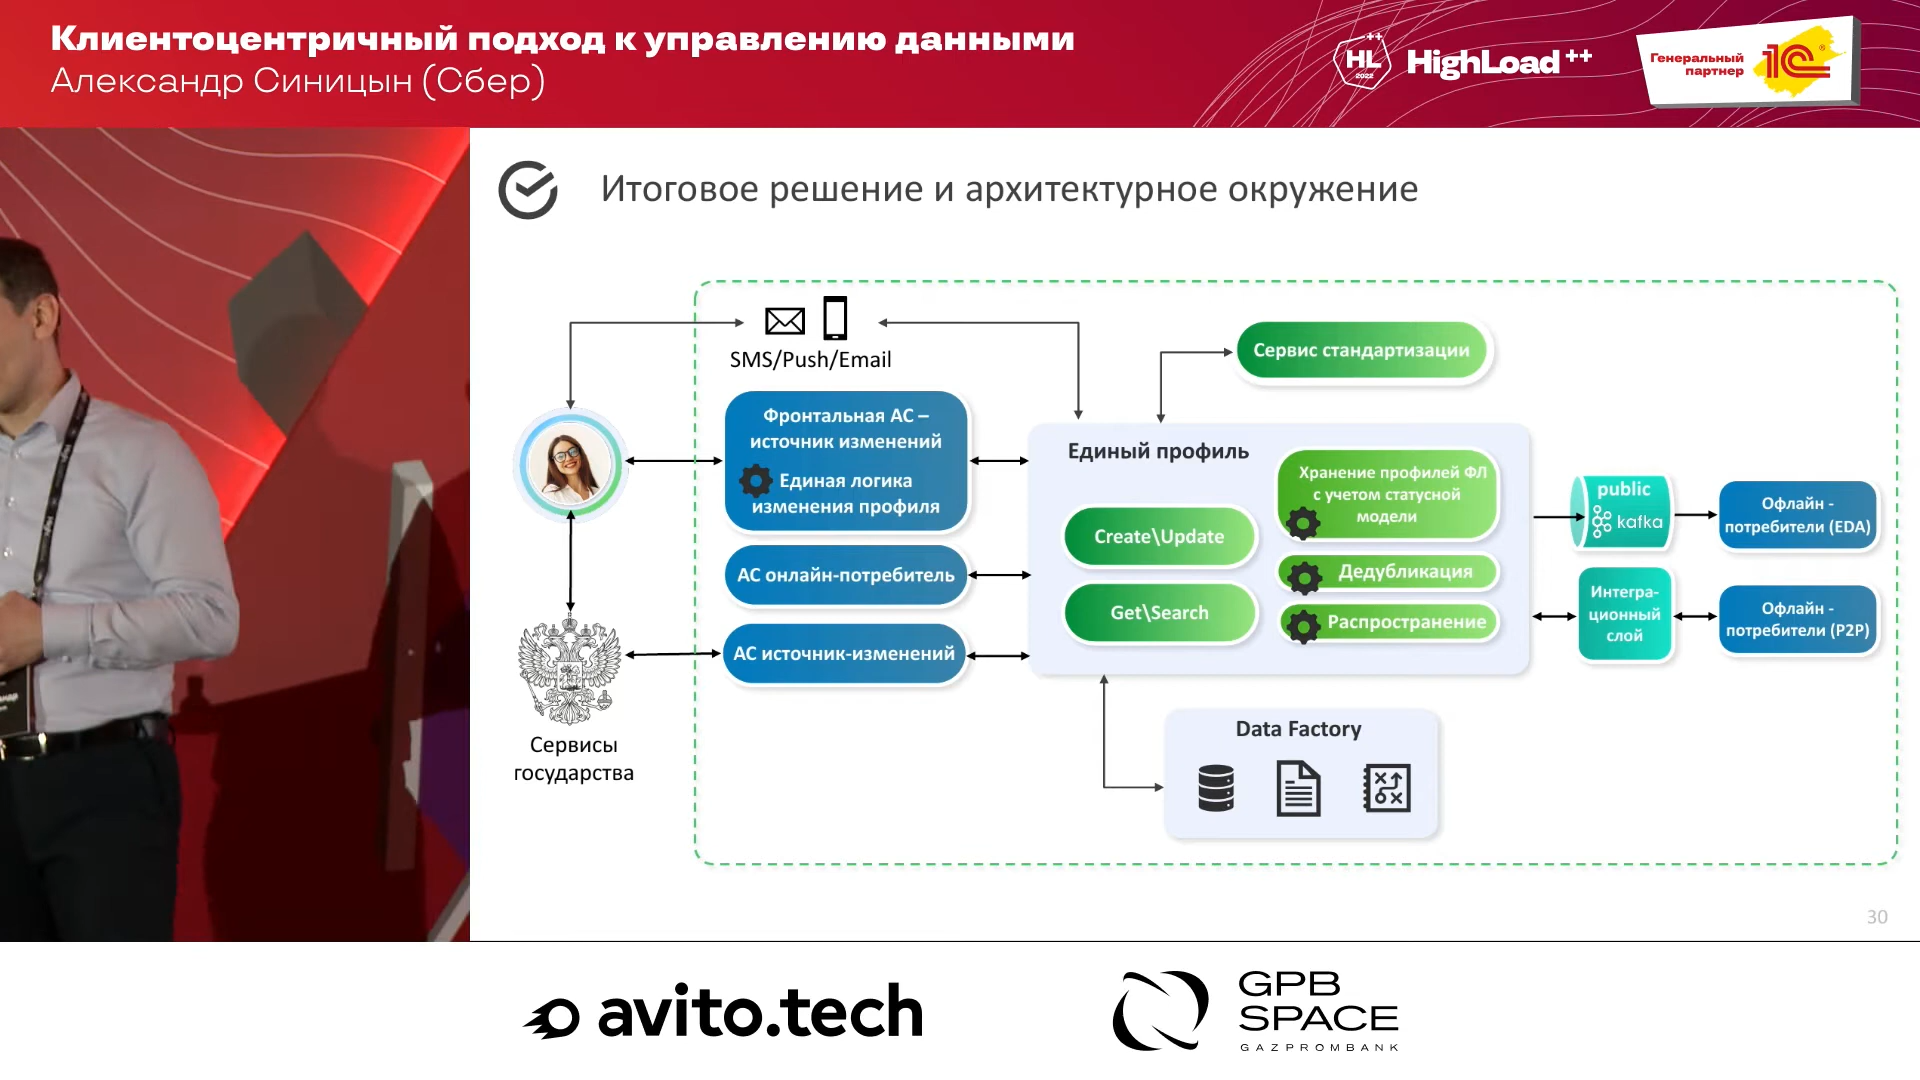 Клиентоцентричный подход к управлению данными
Александр Синицын (Сбер)
HL++
2022
HighLoad++
Генеральный
партнер
1С
Итоговое решение и архитектурное окружение
SMS/Push/Email
Сервис стандартизации
Фронтальная АС –
источник изменений
Единая логика
изменения профиля
АС онлайн-потребитель
АС источник-изменений
Сервисы
государства
Единый профиль
Create\Update
Get\Search
Хранение профилей ФЛ
с учетом статусной
модели
Дедубликация
Распространение
public
kafka
Интегра-
ционный
слой
Офлайн -
потребители (EDA)
Офлайн -
потребители (P2P)
Data Factory
30
avito.tech
GPB
SPACE
GAZPROMBANK